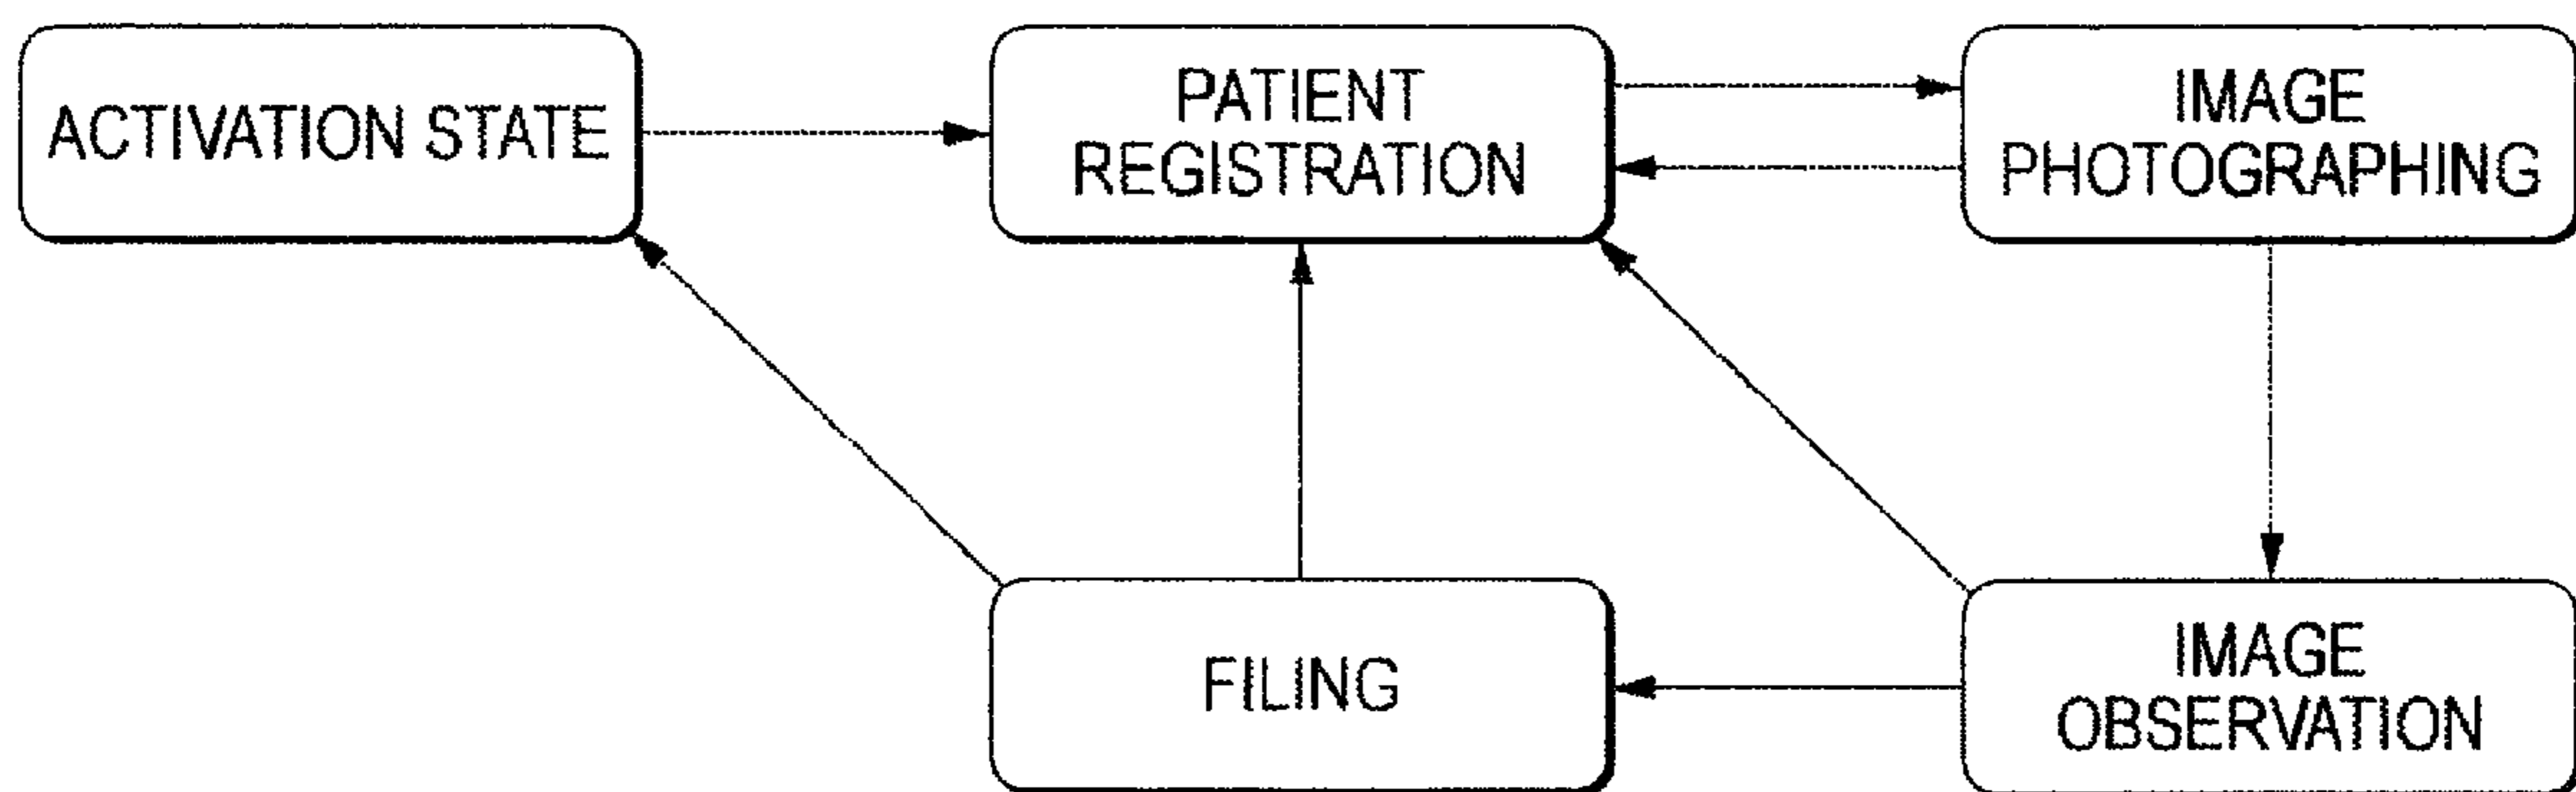 ACTIVATION STATE
PATIENT
REGISTRATION
IMAGE
PHOTOGRAPHING
FILING
IMAGE
OBSERVATION